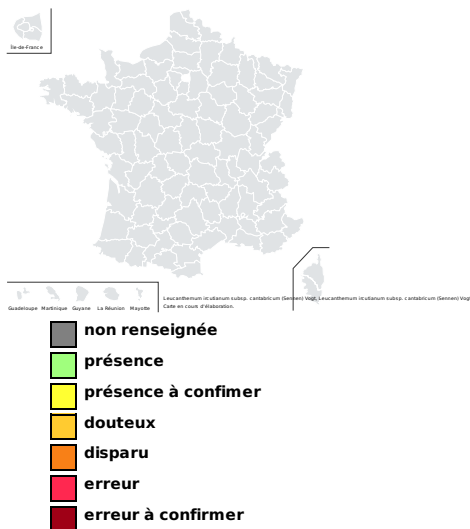 Île-de-France
Guadeloupe Martinique Guyane La Réunion Mayotte
Leucanthemum ircutianum subsp. cantabricum (Sennen) Vogt, Leucanthemum ircutianum subsp. cantabricum (Sennen) Vogt
Carte en cours d'élaboration.
non renseignée
présence
présence à confimer
douteux
disparu
erreur
erreur à confirmer